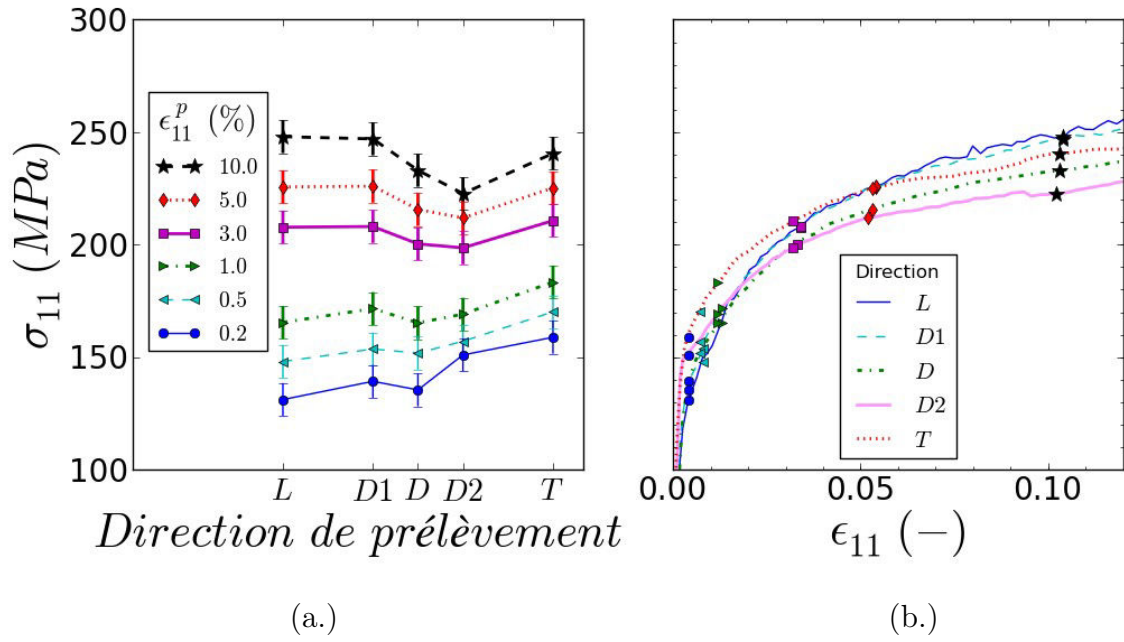 300
250
200
150
100
σ₁₁ (MPa)
ϵ₁₁ᵖ (%)
10.0
5.0
3.0
1.0
0.5
0.2
L D1 D D2 T
Direction de prélèvement
(a.)
Direction
L
D1
D
D2
T
0.00 0.05 0.10
ϵ₁₁ (−)
(b.)